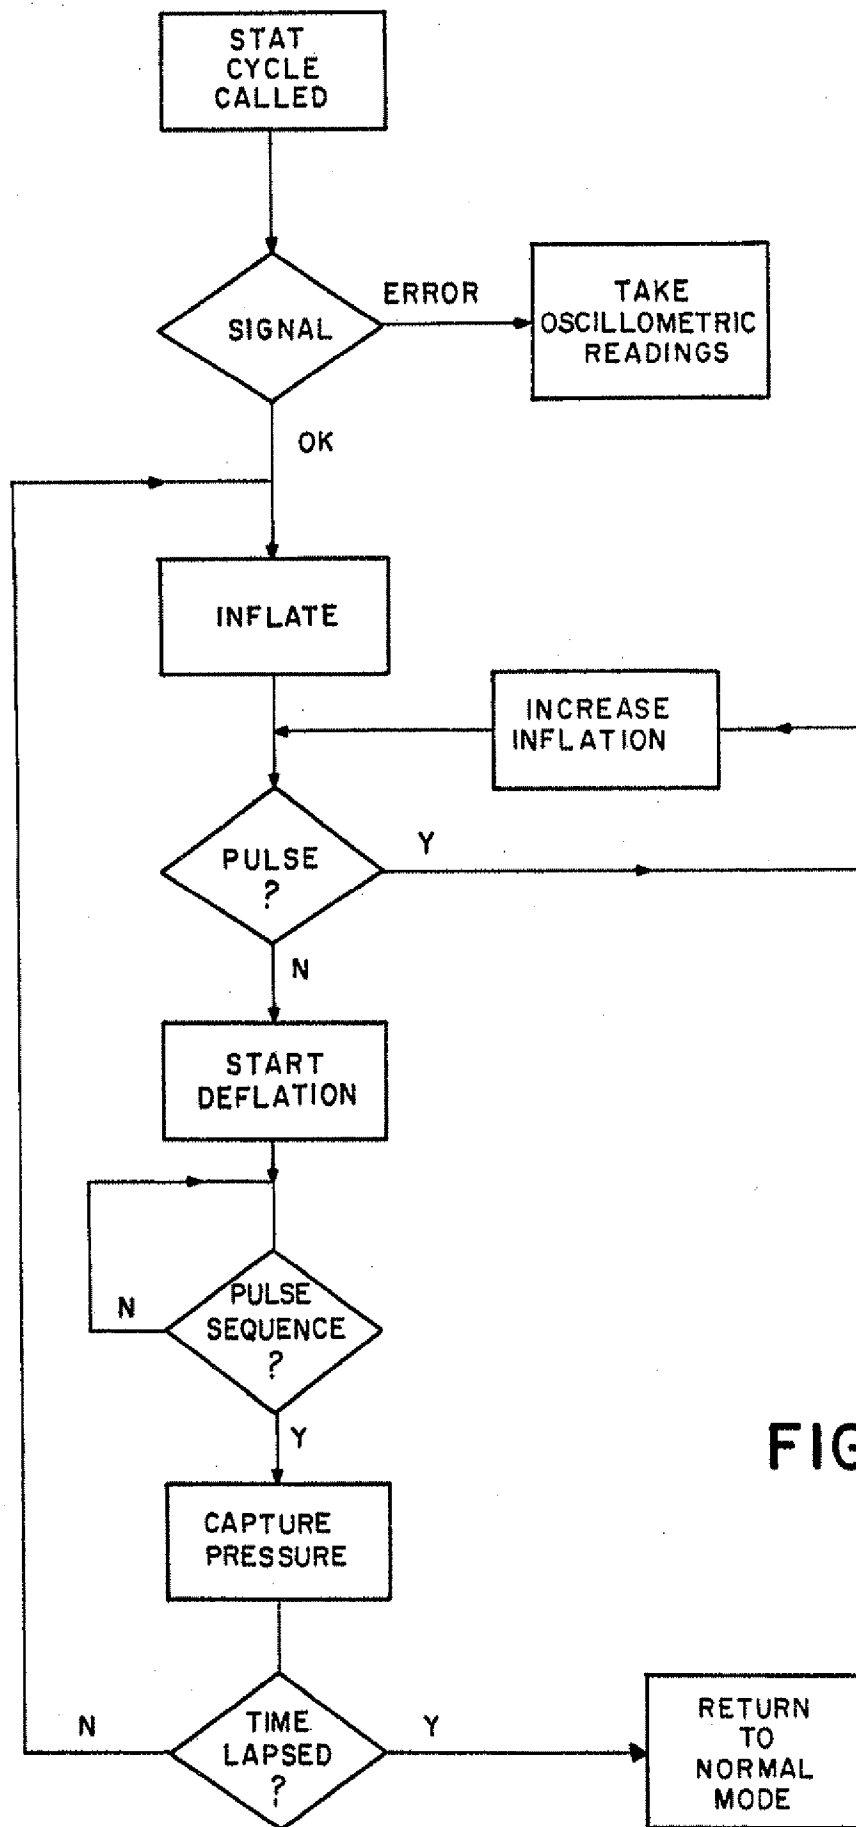 STAT
CYCLE
CALLED
SIGNAL
ERROR
TAKE
OSCILLOMETRIC
READINGS
OK
INFLATE
INCREASE
INFLATION
PULSE
?
Y
N
START
DEFLATION
PULSE
SEQUENCE
?
N
Y
CAPTURE
PRESSURE
FIG
TIME
LAPSED
?
N
Y
RETURN
TO
NORMAL
MODE